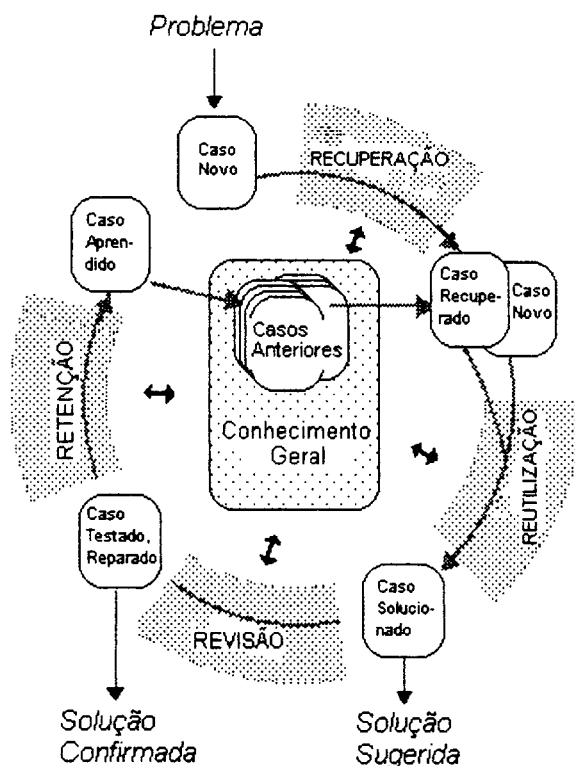 Problema
Caso
Novo
RECUPERAÇÃO
Caso
Apren-
dido
Caso
Recupe-
rado
Caso
Novo
Casos
Anteriores
Conhecimento
Geral
RETENÇÃO
REUTILIZAÇÃO
Caso
Testado,
Reparado
Caso
Solucio-
nado
REVISÃO
Solução
Confirmada
Solução
Sugerida